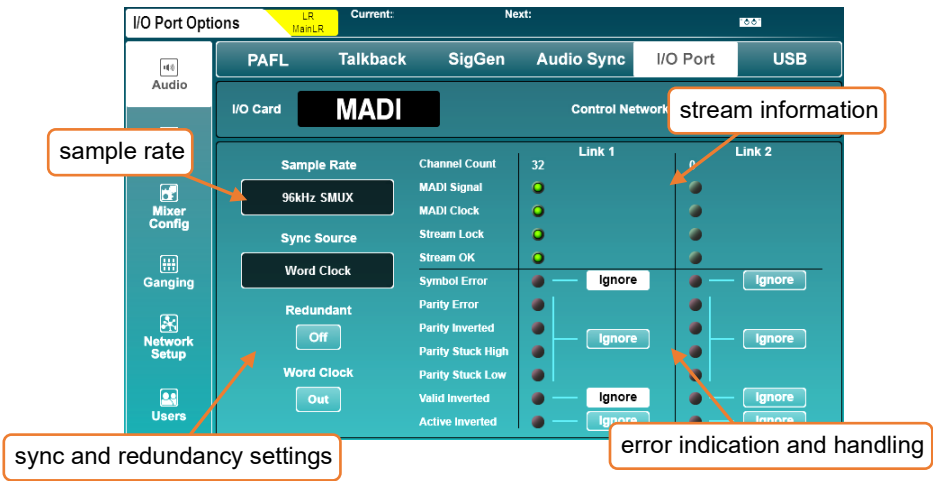 I/O Port Options
LR
MainLR
Current:
Next:
Audio
PAFL
Talkback
SigGen
Audio Sync
I/O Port
USB
I/O Card
MADI
Control Network
stream information
sample rate
Mixer
Config
Ganging
Network
Setup
Users
Sample Rate
96kHz SMUX
Sync Source
Word Clock
Redundant
Off
Word Clock
Out
Link 1
Link 2
Channel Count
32
0
MADI Signal
MADI Clock
Stream Lock
Stream OK
Symbol Error
Ignore
Ignore
Parity Error
Parity Inverted
Ignore
Ignore
Parity Stuck High
Parity Stuck Low
Valid Inverted
Ignore
Ignore
Active Inverted
Ignore
Ignore
sync and redundancy settings
error indication and handling